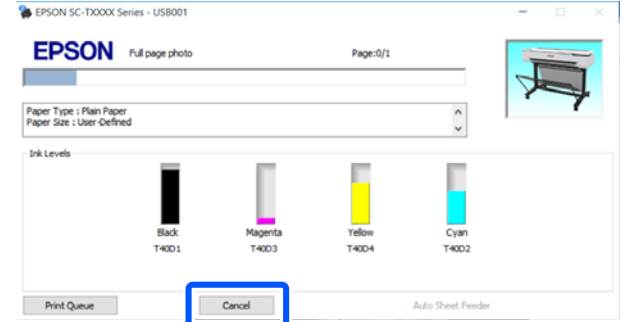 EPSON SC-TXXXX Series - USB001
EPSON Full page photo Page:0/1
Paper Type : Plain Paper
Paper Size : User-Defined
Ink Levels
Black Magenta Yellow Cyan
T40D1 T40D3 T40D4 T40D2
Print Queue Cancel Auto Sheet Feeder